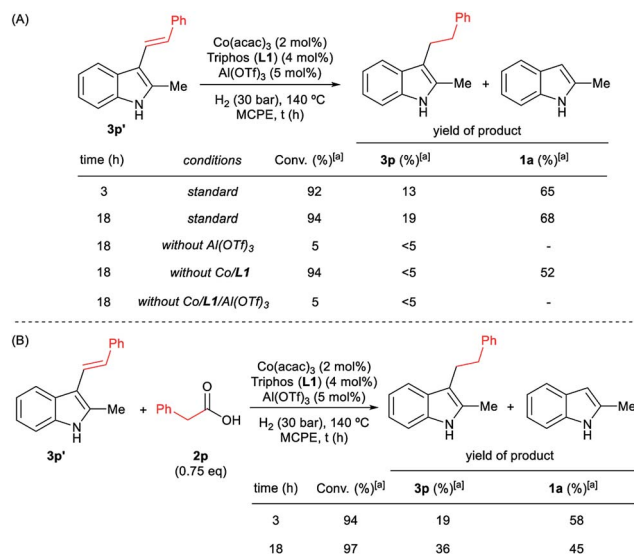 (A)
Ph
Me
N
H
3p'
Co(acac)3 (2 mol%)
Triphos (L1) (4 mol%)
Al(OTf)3 (5 mol%)
H2 (30 bar), 140 ºC
MCPE, t (h)
Ph
Me
N
H
+
Me
N
H
yield of product
time (h) conditions Conv. (%)[a] 3p (%)[a] 1a (%)[a]
3 standard 92 13 65
18 standard 94 19 68
18 without Al(OTf)3 5 <5 -
18 without Co/L1 94 <5 52
18 without Co/L1/Al(OTf)3 5 <5 -
(B)
Ph
Me
N
H
3p'
+
Ph
O
OH
2p
(0.75 eq)
Co(acac)3 (2 mol%)
Triphos (L1) (4 mol%)
Al(OTf)3 (5 mol%)
H2 (30 bar), 140 ºC
MCPE, t (h)
Ph
Me
N
H
+
Me
N
H
yield of product
time (h) Conv. (%)[a] 3p (%)[a] 1a (%)[a]
3 94 19 58
18 97 36 45